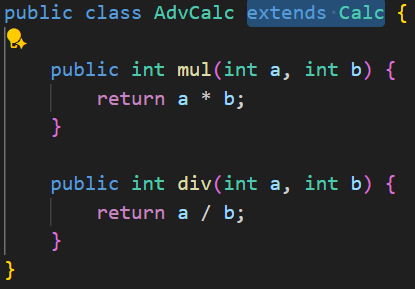 public class AdvCalc extends Calc {
    public int mul(int a, int b) {
        return a * b;
    }
    public int div(int a, int b) {
        return a / b;
    }
}